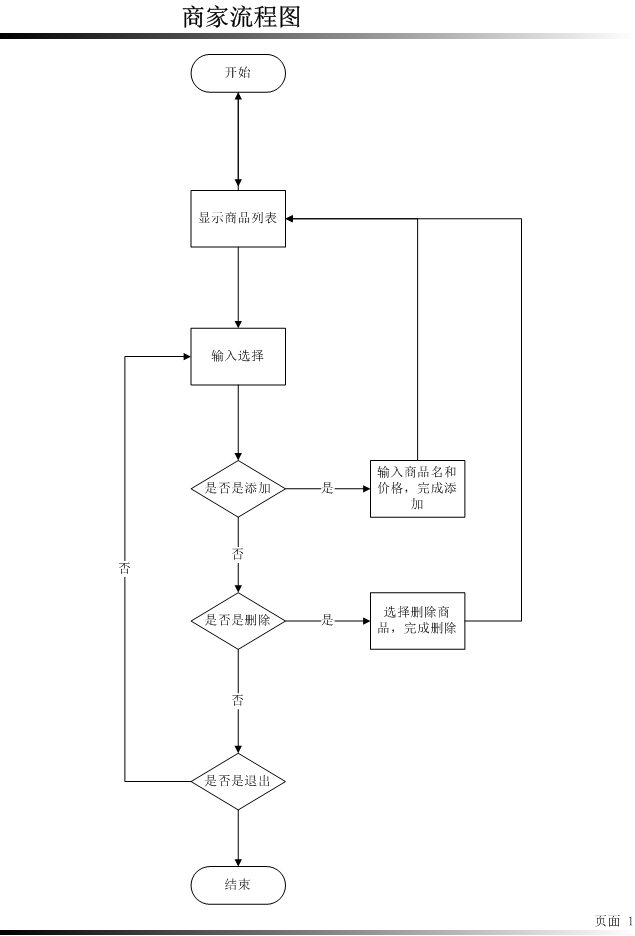 商家流程图
开始
显示商品列表
输入选择
是否是添加
是
输入商品名和
价格，完成添
加
否
否
是否是删除
是
选择删除商
品，完成删除
否
是否是退出
结束
页面 1